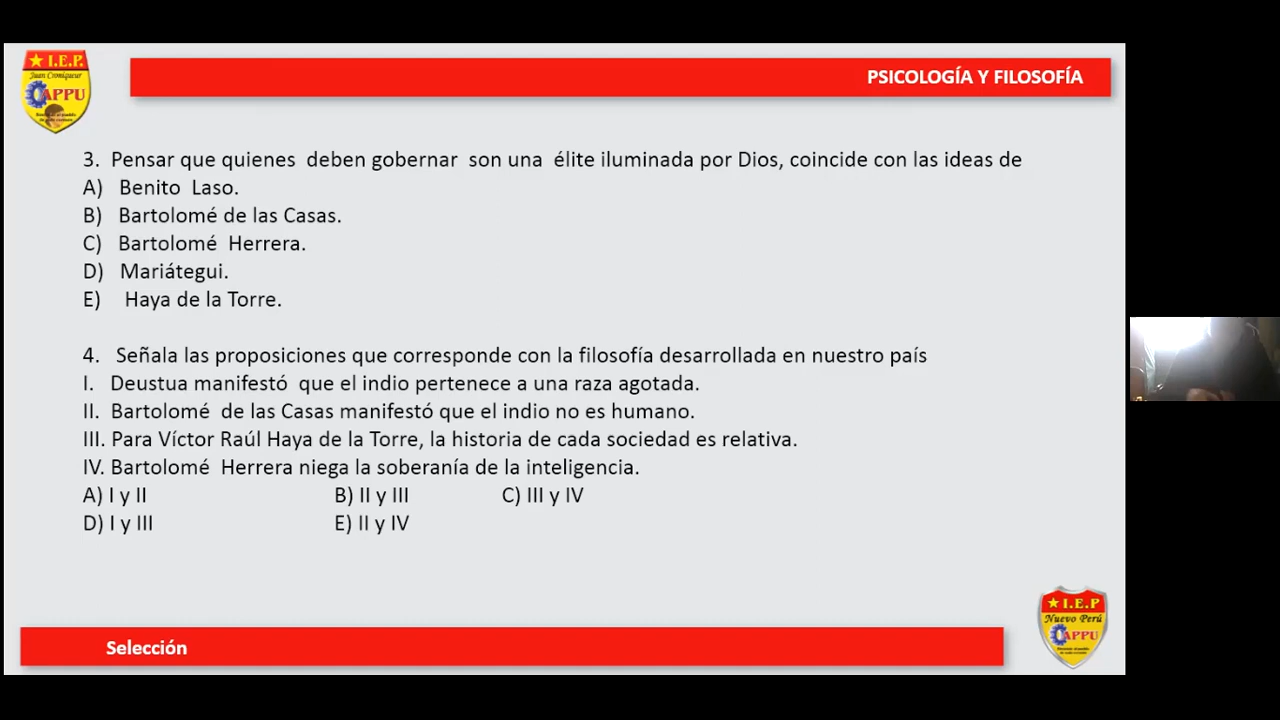 ★ I.E.P.
Juan Croniqueur
CAPPU
PSICOLOGÍA Y FILOSOFÍA
3. Pensar que quienes deben gobernar son una élite iluminada por Dios, coincide con las ideas de
A) Benito Laso.
B) Bartolomé de las Casas.
C) Bartolomé Herrera.
D) Mariátegui.
E) Haya de la Torre.
4. Señala las proposiciones que corresponde con la filosofía desarrollada en nuestro país
I. Deustua manifestó que el indio pertenece a una raza agotada.
II. Bartolomé de las Casas manifestó que el indio no es humano.
III. Para Víctor Raúl Haya de la Torre, la historia de cada sociedad es relativa.
IV. Bartolomé Herrera niega la soberanía de la inteligencia.
A) I y II B) II y III C) III y IV
D) I y III E) II y IV
★ I.E.P
Nuevo Perú
CAPPU
Selección